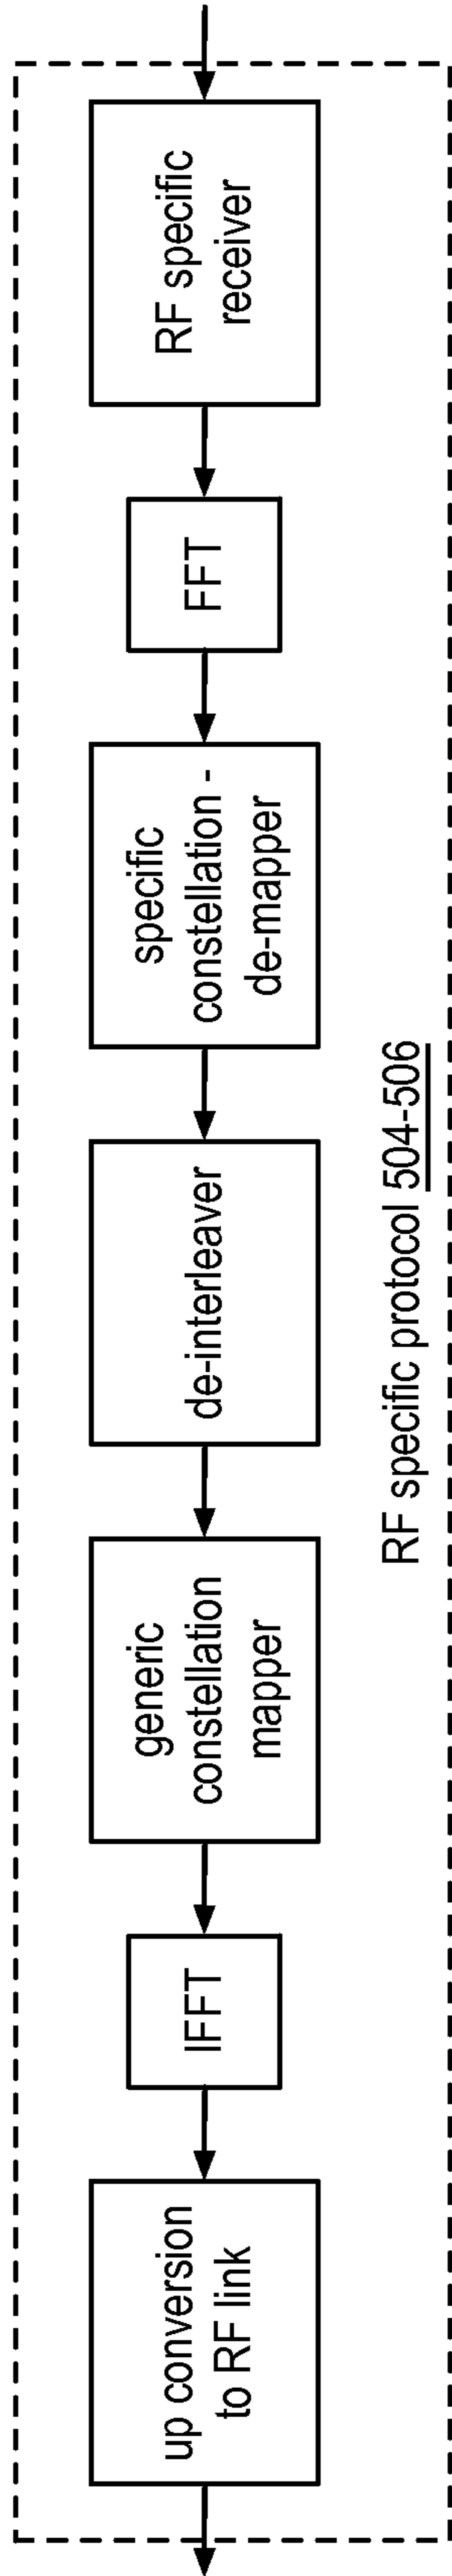 up conversion
to RF link
IFFT
generic
constellation
mapper
de-interleaver
specific
constellation -
de-mapper
FFT
RF specific
receiver
RF specific protocol 504-506